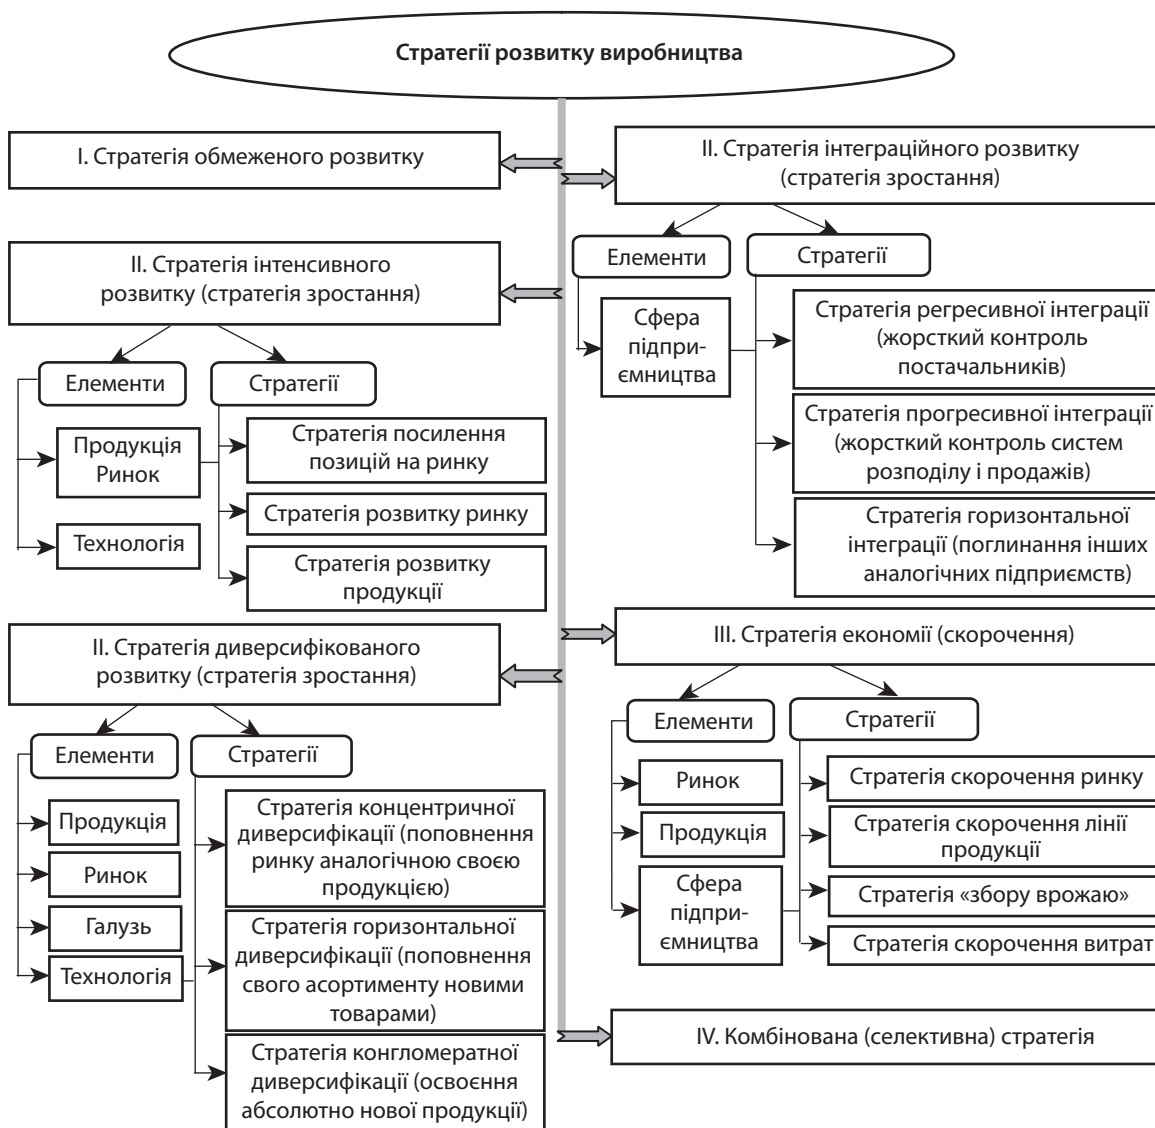 Стратегії розвитку виробництва
І. Стратегія обмеженого розвитку
ІІ. Стратегія інтенсивного
розвитку (стратегія зростання)
Елементи
Стратегії
Продукція
Ринок
Технологія
Стратегія посилення
позицій на ринку
Стратегія розвитку ринку
Стратегія розвитку
продукції
ІІ. Стратегія диверсифікованого
розвитку (стратегія зростання)
Елементи
Стратегії
Продукція
Ринок
Галузь
Технологія
Стратегія концентричної
диверсифікації (поповнення
ринку аналогічною своєю
продукцією)
Стратегія горизонтальної
диверсифікації (поповнення
свого асортименту новими
товарами)
Стратегія конгломератної
диверсифікації (освоєння
абсолютно нової продукції)
ІІ. Стратегія інтеграційного розвитку
(стратегія зростання)
Елементи
Стратегії
Сфера
підпри-
ємництва
Стратегія регресивної інтеграції
(жорсткий контроль
постачальників)
Стратегія прогресивної інтеграції
(жорсткий контроль систем
розподілу і продажів)
Стратегія горизонтальної
інтеграції (поглинання інших
аналогічних підприємств)
ІІІ. Стратегія економії (скорочення)
Елементи
Стратегії
Ринок
Продукція
Сфера
підпри-
ємництва
Стратегія скорочення ринку
Стратегія скорочення лінії
продукції
Стратегія «збору врожаю»
Стратегія скорочення витрат
IV. Комбінована (селективна) стратегія